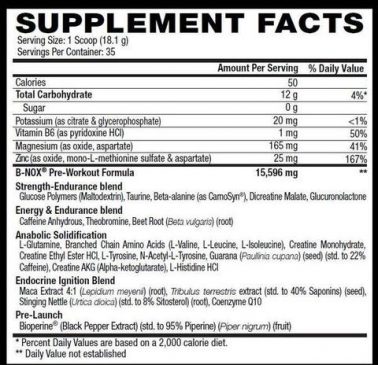 SUPPLEMENT FACTS
Serving Size: 1 Scoop (18.1 g)
Servings Per Container: 35
Amount Per Serving % Daily Value
Calories 50
Total Carbohydrate 12 g 4%*
Sugar 0 g
Potassium (as citrate & glycerophosphate) 20 mg <1%
Vitamin B6 (as pyridoxine HCl) 1 mg 50%
Magnesium (as oxide, aspartate) 165 mg 41%
Zinc (as oxide, mono-L-methionine sulfate & aspartate) 25 mg 167%
B-NOX® Pre-Workout Formula 15,596 mg **
Strength-Endurance blend
Glucose Polymers (Maltodextrin), Taurine, Beta-alanine (as CarnoSyn®), Dicreatine Malate, Glucuronolactone
Energy & Endurance blend
Caffeine Anhydrous, Theobromine, Beet Root (Beta vulgaris) (root)
Anabolic Solidification
L-Glutamine, Branched Chain Amino Acids (L-Valine, L-Leucine, L-Isoleucine), Creatine Monohydrate,
Creatine Ethyl Ester HCl, L-Tyrosine, N-Acetyl-L-Tyrosine, Guarana (Paullinia cupana) (seed) (std. to 22%
Caffeine), Creatine AKG (Alpha-ketoglutarate), L-Histidine HCl
Endocrine Ignition Blend
Maca Extract 4:1 (Lepidium meyenii) (root), Tribulus terrestris extract (std. to 40% Saponins) (seed),
Stinging Nettle (Urtica dioica) (std. to 8% Sitosterol) (root), Coenzyme Q10
Pre-Launch
Bioperine® (Black Pepper Extract) (std. to 95% Piperine) (Piper nigrum) (fruit)
* Percent Daily Values are based on a 2,000 calorie diet.
** Daily Value not established